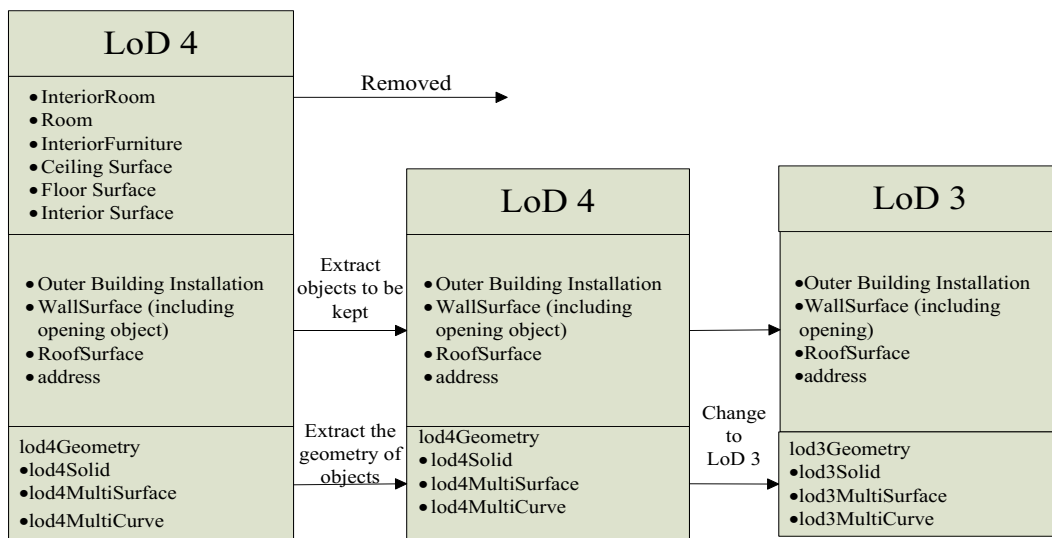 LoD 4
•InteriorRoom
•Room
•InteriorFurniture
•Ceiling Surface
•Floor Surface
•Interior Surface
Removed
•Outer Building Installation
•WallSurface (including
opening object)
•RoofSurface
•address
Extract
objects to be
kept
lod4Geometry
•lod4Solid
•lod4MultiSurface
•lod4MultiCurve
Extract the
geometry of
objects
LoD 4
•Outer Building Installation
•WallSurface (including
opening object)
•RoofSurface
•address
lod4Geometry
•lod4Solid
•lod4MultiSurface
•lod4MultiCurve
Change
to
LoD 3
LoD 3
•Outer Building Installation
•WallSurface (including
opening)
•RoofSurface
•address
lod3Geometry
•lod3Solid
•lod3MultiSurface
•lod3MultiCurve